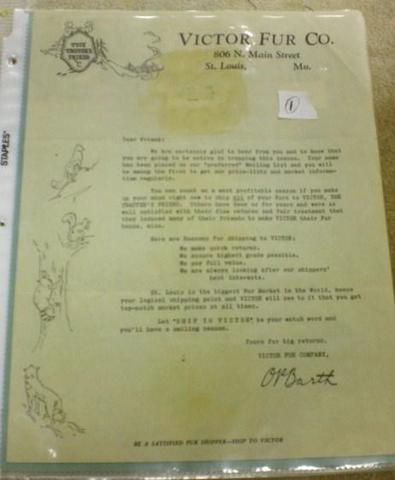 THE
TRAPPERS
FRIEND
VICTOR FUR CO.
806 N. Main Street
St. Louis, Mo.
1
STAPLES
Dear Friend:
We are certainly glad to hear from you and to know that
you are going to be active in trapping this season. Your name
has been placed on our "preferred" Mailing List and you will
be among the first to get our price-lists and market informa-
tion regularly.
You can count on a most profitable season if you make
up your mind right now to ship all of your Furs to VICTOR, THE
TRAPPER'S FRIEND. Others have done so for years and were so
well satisfied with their fine returns and fair treatment that
they induced many of their Friends to make VICTOR their Fur
house, also.
Here are Reasons for shipping to VICTOR:
We make quick returns.
We assure highest grade possible.
We pay full value.
We are always looking after our shippers'
best interests.
St. Louis is the biggest Fur Market in the World, hence
your logical shipping point and VICTOR will see to it that you get
top-notch market prices at all times.
Let "SHIP TO VICTOR" be your watch word and
you'll have a smiling season.
Yours for big returns,
VICTOR FUR COMPANY,
Barth
BE A SATISFIED FUR SHIPPER—SHIP TO VICTOR